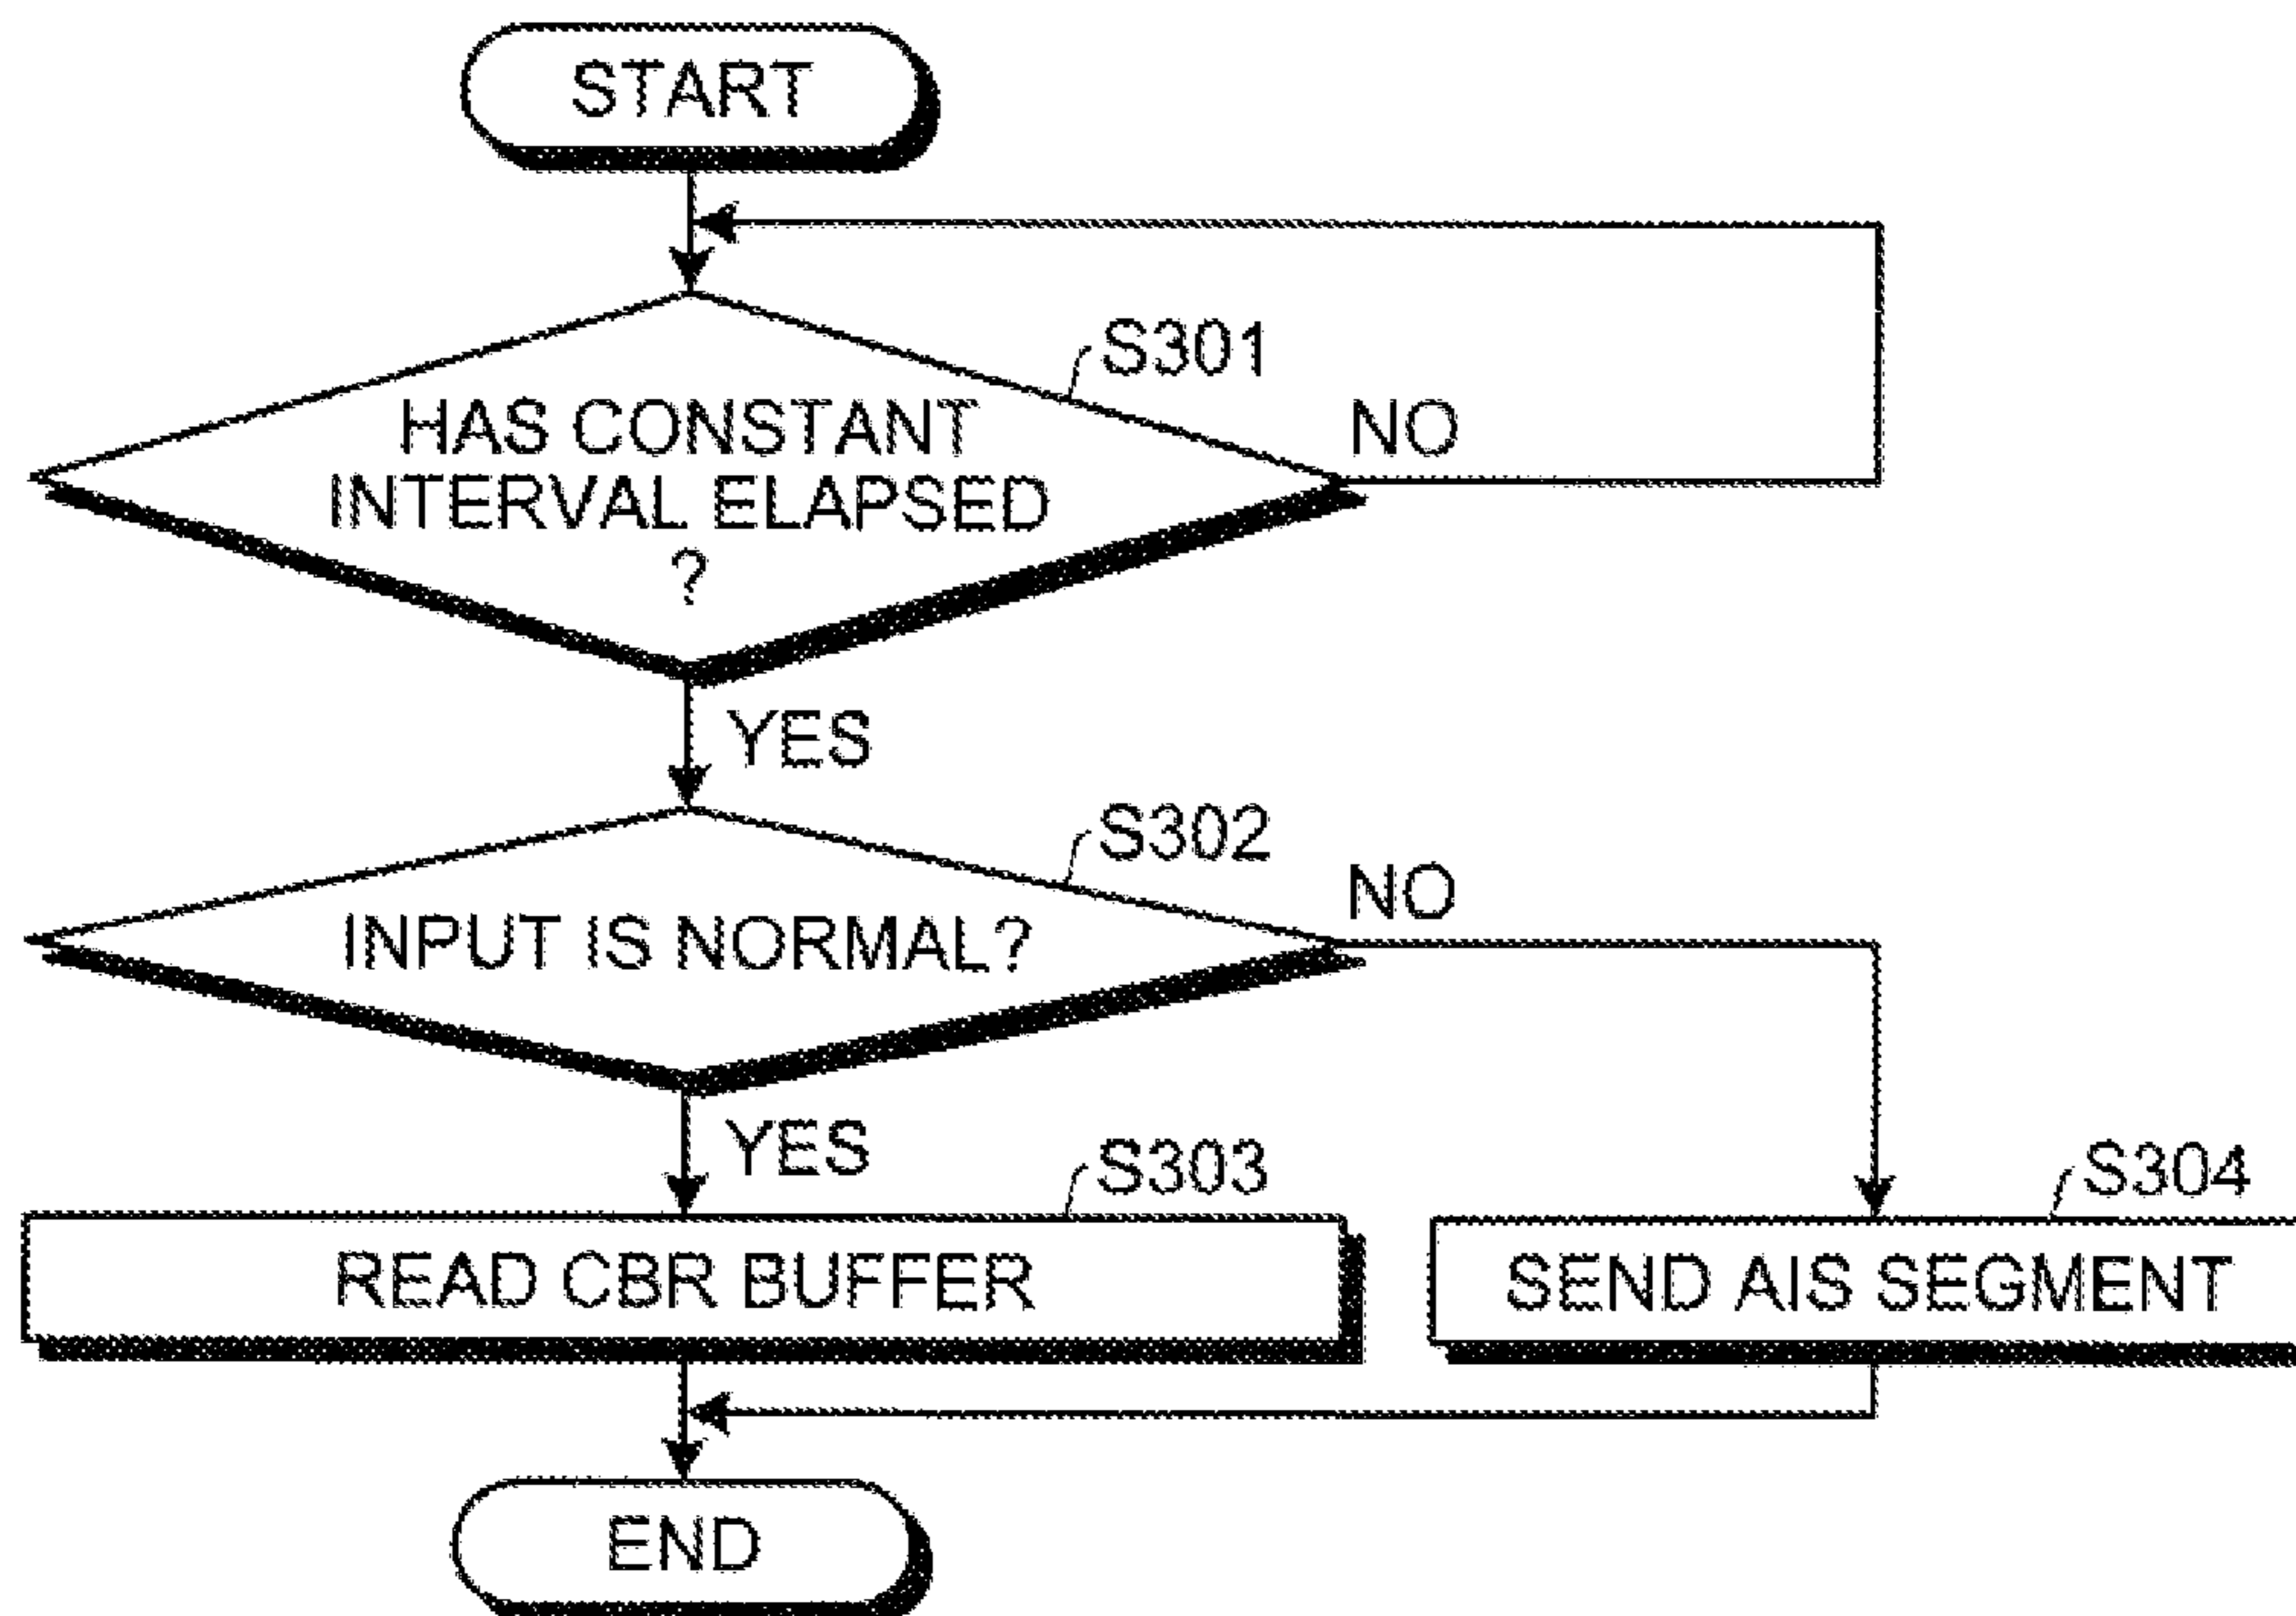 START
S301
HAS CONSTANT
INTERVAL ELAPSED
?
NO
YES
S302
INPUT IS NORMAL?
NO
YES
S303
READ CBR BUFFER
S304
SEND AIS SEGMENT
END